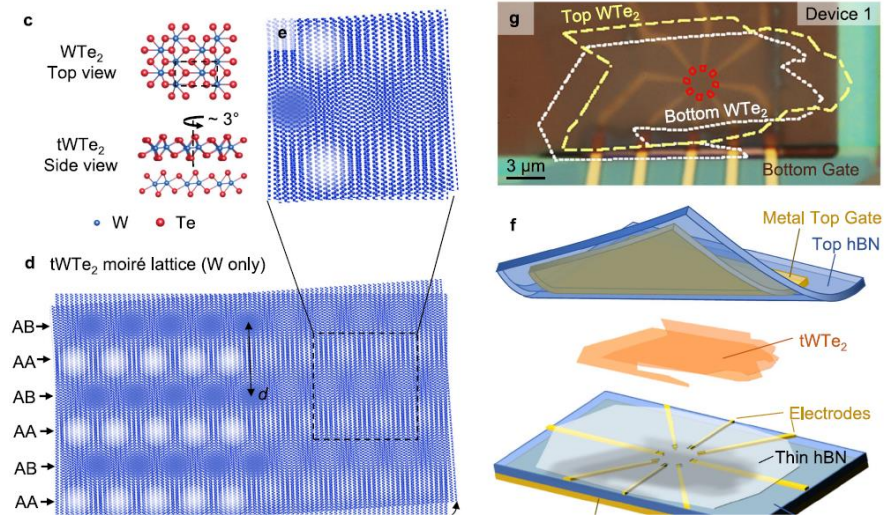 c
WTe2
Top view
~ 3°
tWTe2
Side view
W
Te
e
d tWTe2 moiré lattice (W only)
AB
AA
AB
AA
AB
AA
d
g
Top WTe2
Device 1
Bottom WTe2
3 μm
Bottom Gate
f
Metal Top Gate
Top hBN
tWTe2
Electrodes
Thin hBN